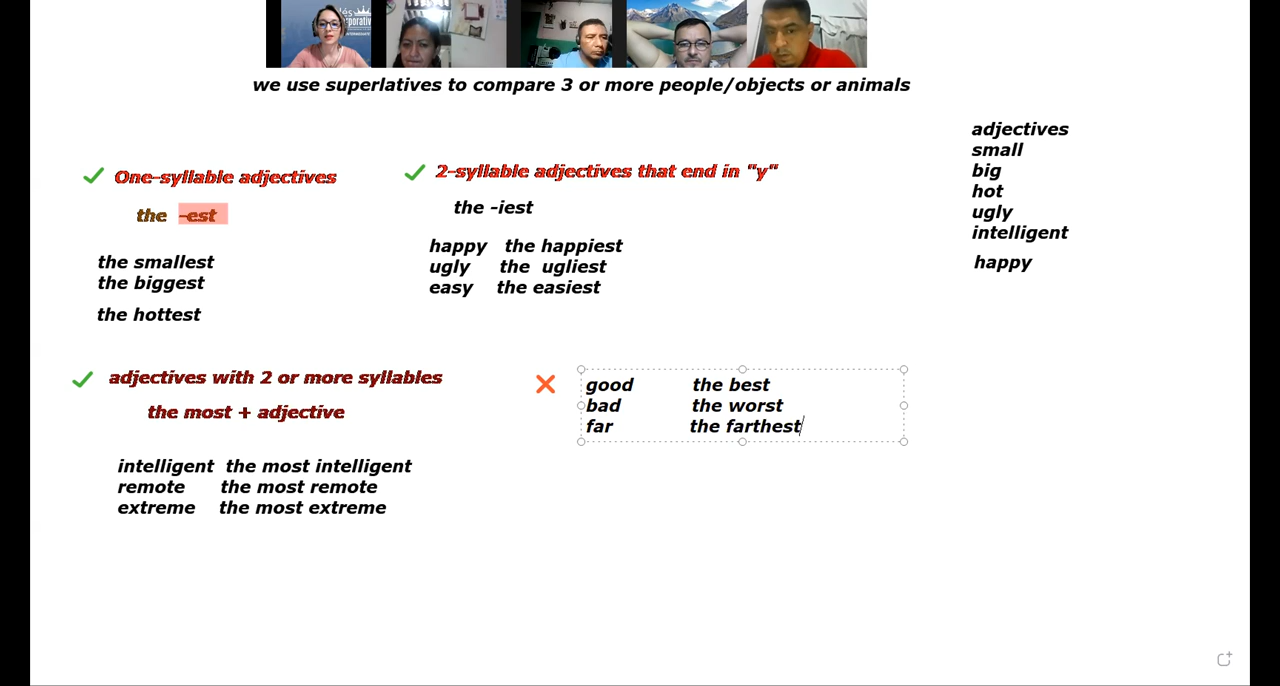 we use superlatives to compare 3 or more people/objects or animals
adjectives
small
big
hot
ugly
intelligent
happy
One-syllable adjectives
the -est
the smallest
the biggest
the hottest
2-syllable adjectives that end in "y"
the -iest
happy the happiest
ugly the ugliest
easy the easiest
adjectives with 2 or more syllables
the most + adjective
intelligent the most intelligent
remote the most remote
extreme the most extreme
good the best
bad the worst
far the farthest